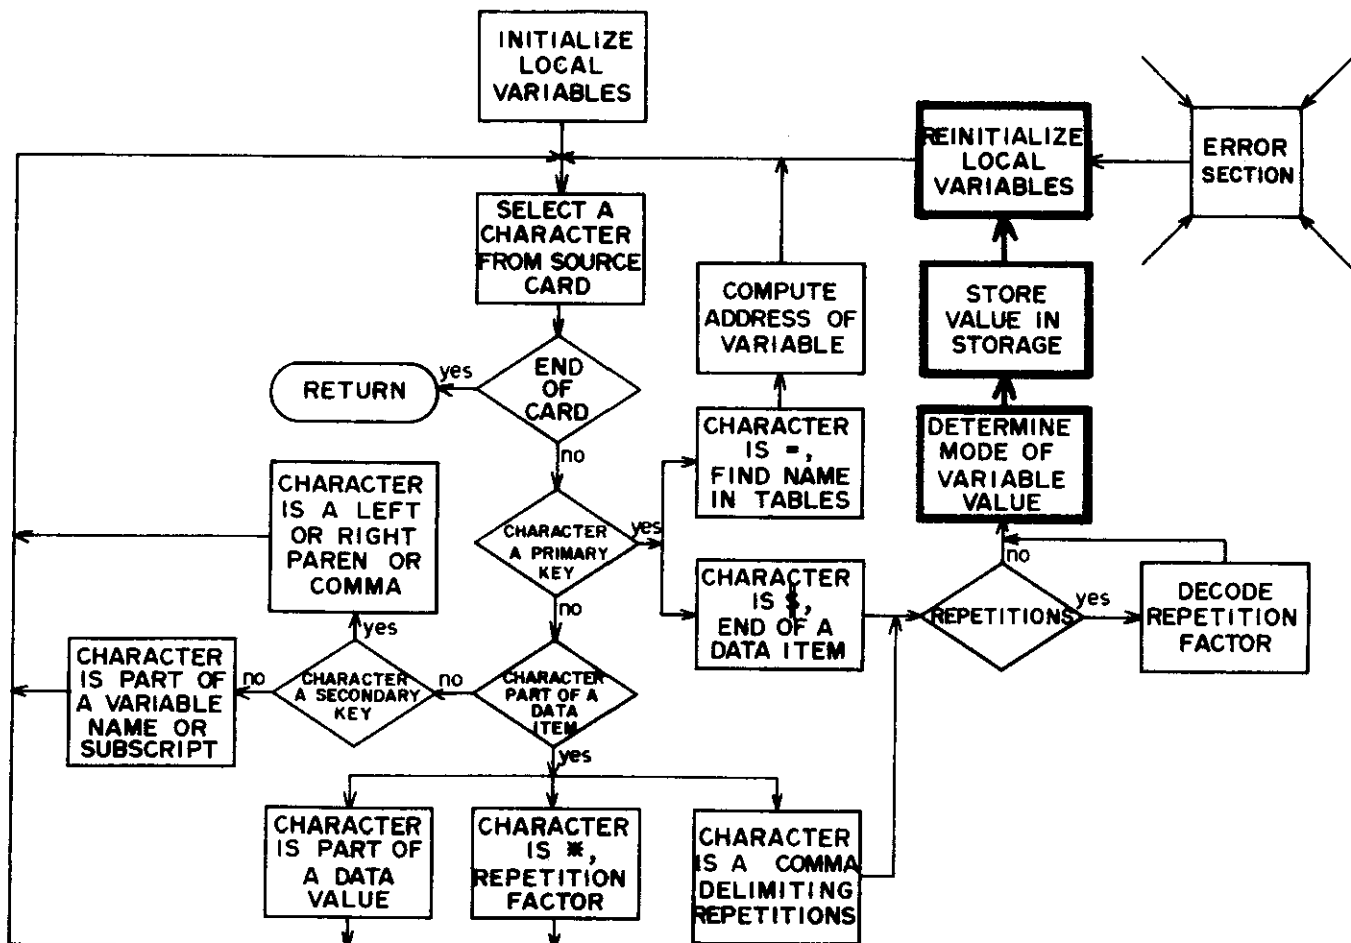 INITIALIZE
LOCAL
VARIABLES
REINITIALIZE
LOCAL
VARIABLES
ERROR
SECTION
SELECT A
CHARACTER
FROM SOURCE
CARD
COMPUTE
ADDRESS OF
VARIABLE
STORE
VALUE IN
STORAGE
END
OF
CARD
yes
RETURN
no
CHARACTER
IS =,
FIND NAME
IN TABLES
DETERMINE
MODE OF
VARIABLE
VALUE
CHARACTER
IS A LEFT
OR RIGHT
PAREN OR
COMMA
CHARACTER
A PRIMARY
KEY
yes
no
CHARACTER
IS $,
END OF A
DATA ITEM
REPETITIONS
no
yes
DECODE
REPETITION
FACTOR
CHARACTER
IS PART OF
A VARIABLE
NAME OR
SUBSCRIPT
no
yes
CHARACTER
A SECONDARY
KEY
no
CHARACTER
PART OF A
DATA
ITEM
yes
CHARACTER
IS PART OF
A DATA
VALUE
CHARACTER
IS *,
REPETITION
FACTOR
CHARACTER
IS A COMMA
DELIMITING
REPETITIONS